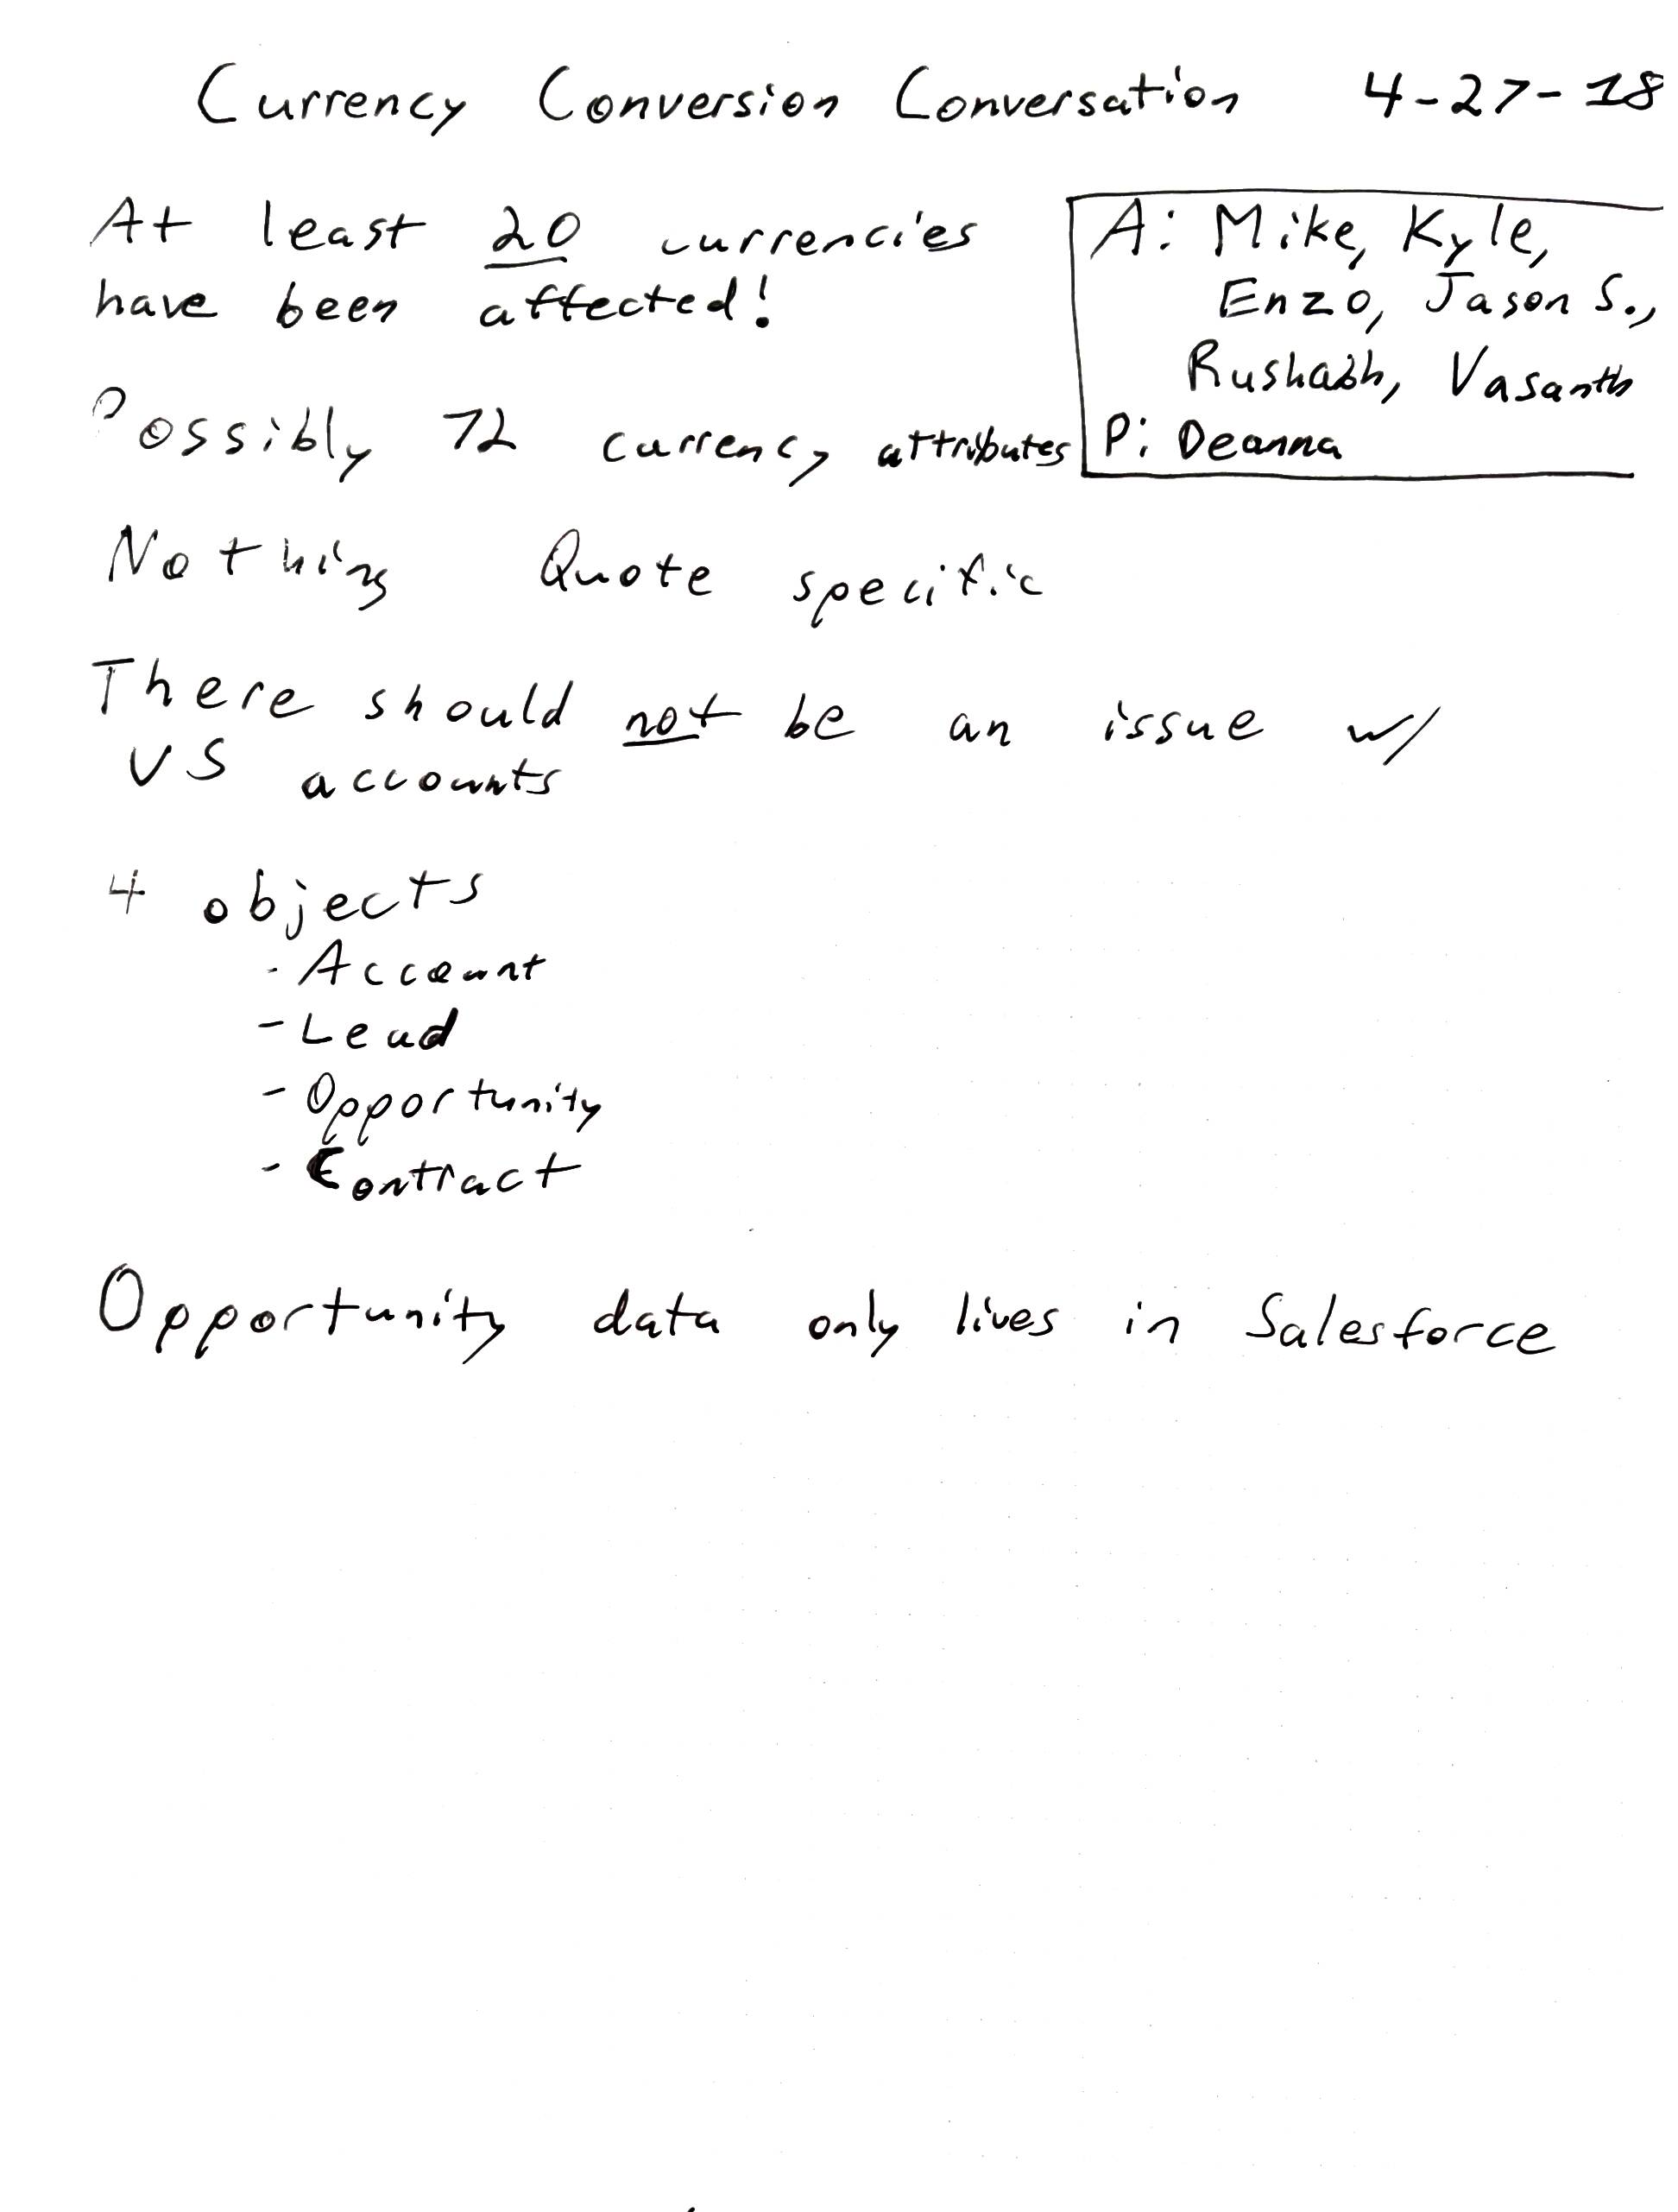 Currency Conversion Conversation 4-27-18
At least 20 currencies
have been affected!
Possibly 72 currency attributes
A: Mike, Kyle,
Enzo, Jason S.,
Rushabh, Vasanth
P: Deanna
Nothing Quote specific
There should not be an issue w/
US accounts
4 objects
- Account
- Lead
- Opportunity
- Contract
Opportunity data only lives in Salesforce